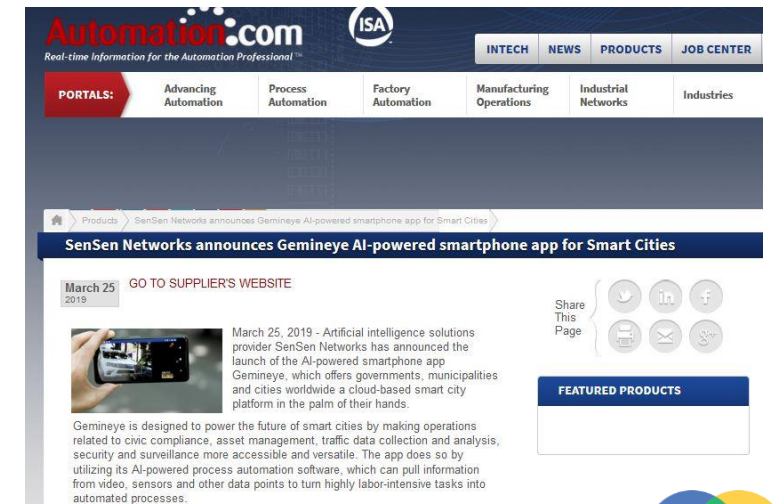 Automation.com
ISA
Real-time Information for the Automation Professional™
INTECH NEWS PRODUCTS JOB CENTER
PORTALS:
Advancing Automation
Process Automation
Factory Automation
Manufacturing Operations
Industrial Networks
Industries
Products SenSen Networks announces Gemineye AI-powered smartphone app for Smart Cities
SenSen Networks announces Gemineye AI-powered smartphone app for Smart Cities
March 25
2019
GO TO SUPPLIER'S WEBSITE
Share
This
Page
March 25, 2019 - Artificial intelligence solutions
provider SenSen Networks has announced the
launch of the AI-powered smartphone app
Gemineye, which offers governments, municipalities
and cities worldwide a cloud-based smart city
platform in the palm of their hands.
Gemineye is designed to power the future of smart cities by making operations
related to civic compliance, asset management, traffic data collection and analysis,
security and surveillance more accessible and versatile. The app does so by
utilizing its AI-powered process automation software, which can pull information
from video, sensors and other data points to turn highly labor-intensive tasks into
automated processes.
FEATURED PRODUCTS